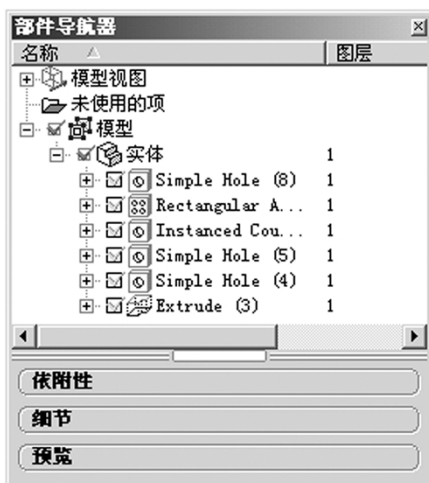 部件导航器
名称 图层
模型视图
未使用的项
模型
实体 1
Simple Hole (8) 1
Rectangular A... 1
Instanced Cou... 1
Simple Hole (5) 1
Simple Hole (4) 1
Extrude (3) 1
依附性
细节
预览